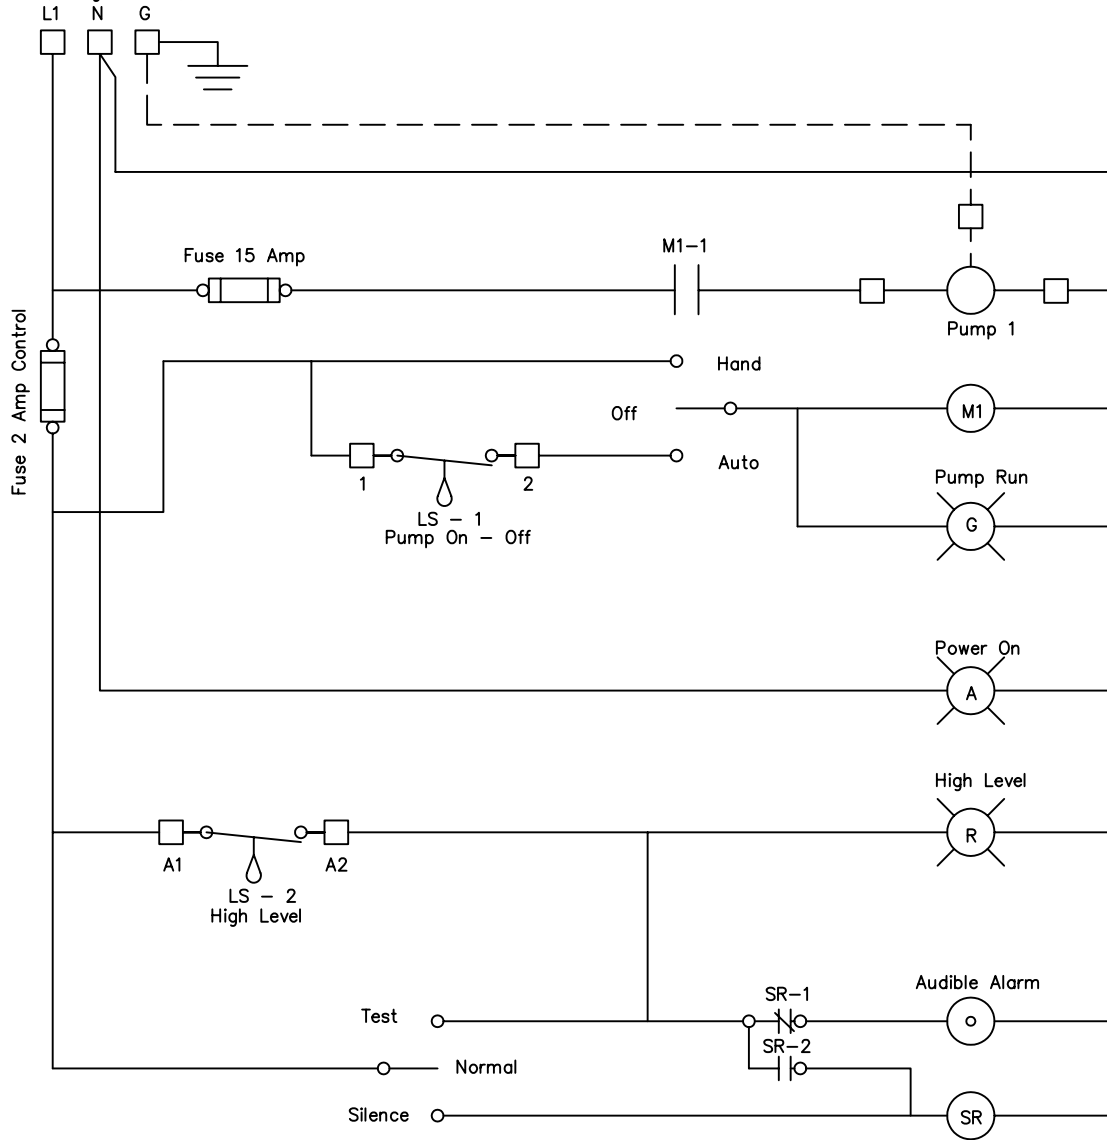 L1 N G
Fuse 15 Amp
M1-1
Pump 1
Fuse 2 Amp Control
Hand
Off
M1
Auto
1
2
LS - 1
Pump On - Off
Pump Run
G
Power On
A
High Level
R
A1
A2
LS - 2
High Level
Audible Alarm
Test
SR-1
SR-2
Normal
Silence
SR